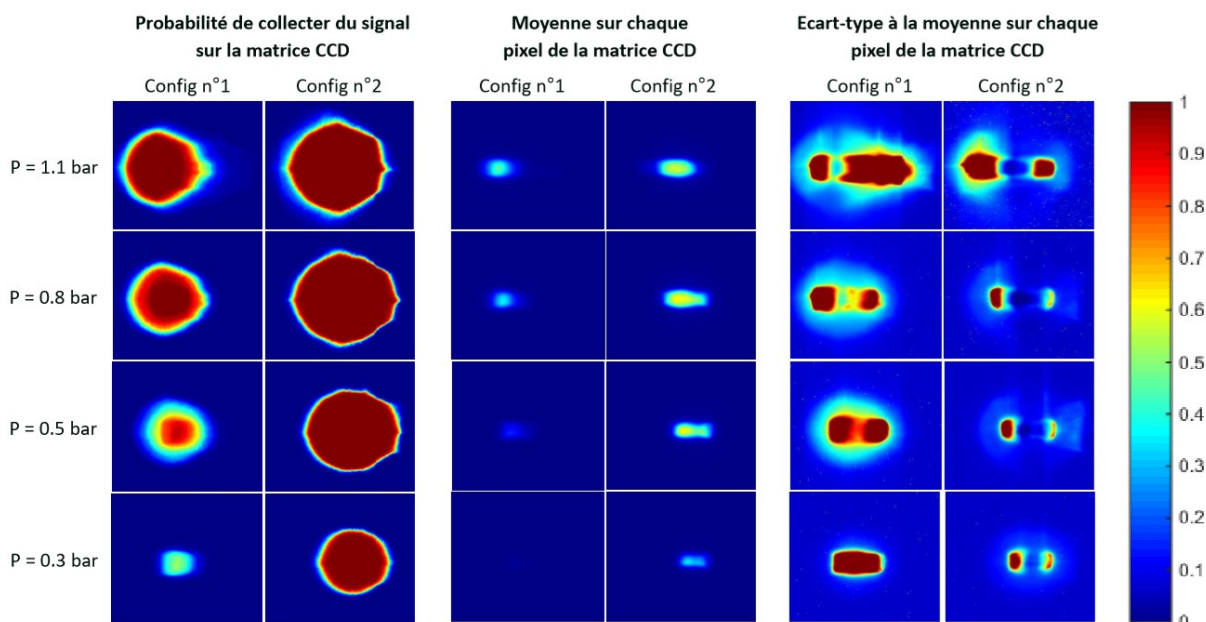 Probabilité de collecter du signal
sur la matrice CCD
Moyenne sur chaque
pixel de la matrice CCD
Ecart-type à la moyenne sur chaque
pixel de la matrice CCD
Config n°1
Config n°2
Config n°1
Config n°2
Config n°1
Config n°2
P = 1.1 bar
P = 0.8 bar
P = 0.5 bar
P = 0.3 bar
1
0.9
0.8
0.7
0.6
0.5
0.4
0.3
0.2
0.1
0